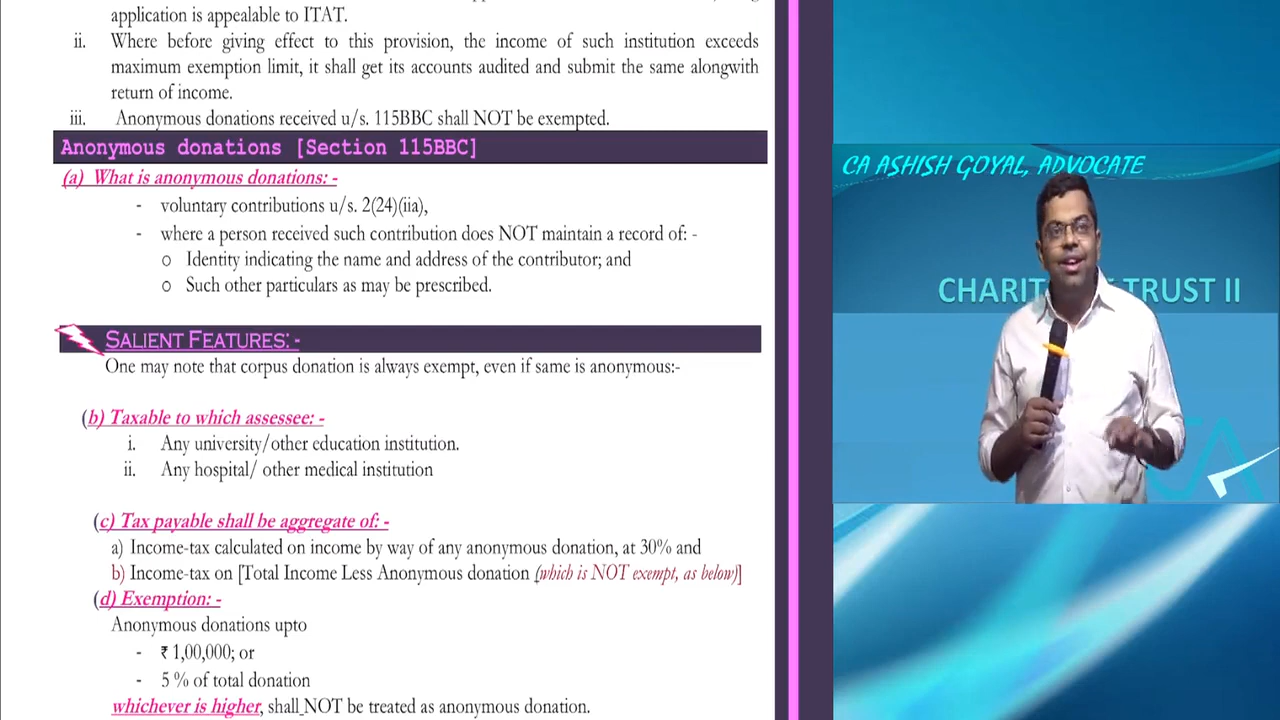 application is appealable to ITAT.
ii. Where before giving effect to this provision, the income of such institution exceeds
maximum exemption limit, it shall get its accounts audited and submit the same alongwith
return of income.
iii. Anonymous donations received u/s. 115BBC shall NOT be exempted.
Anonymous donations [Section 115BBC]
(a) What is anonymous donations: -
- voluntary contributions u/s. 2(24)(iia),
- where a person received such contribution does NOT maintain a record of: -
o Identity indicating the name and address of the contributor; and
o Such other particulars as may be prescribed.
SALIENT FEATURES: -
One may note that corpus donation is always exempt, even if same is anonymous:-
(b) Taxable to which assessee: -
i. Any university/other education institution.
ii. Any hospital/ other medical institution
(c) Tax payable shall be aggregate of: -
a) Income-tax calculated on income by way of any anonymous donation, at 30% and
b) Income-tax on [Total Income Less Anonymous donation (which is NOT exempt, as below)]
(d) Exemption: -
Anonymous donations upto
- ₹ 1,00,000; or
- 5 % of total donation
whichever is higher, shall NOT be treated as anonymous donation.
CA ASHISH GOYAL, ADVOCATE
CHARIT TRUST II
CA